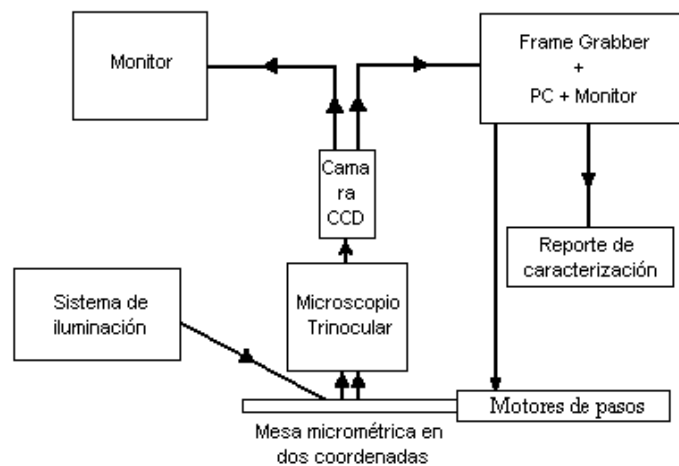 Monitor
Frame Grabber
+
PC + Monitor
Cama
ra
CCD
Reporte de
caracterización
Sistema de
iluminación
Microscopio
Trinocular
Motores de pasos
Mesa micrométrica en
dos coordenadas